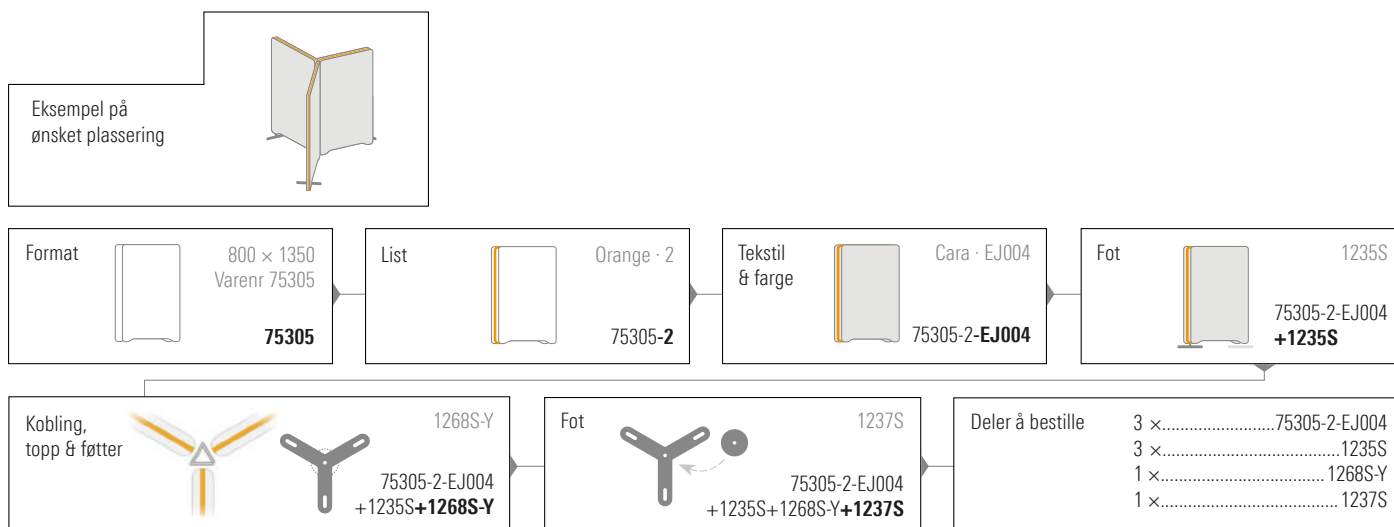 Eksempel på
ønsket plassering
Format
800 × 1350
Varenr 75305
75305
List
Orange · 2
75305-2
Tekstil
& farge
Cara · EJ004
75305-2-EJ004
Fot
1235S
75305-2-EJ004
+1235S
Kobling,
topp & føtter
1268S-Y
75305-2-EJ004
+1235S+1268S-Y
Fot
1237S
75305-2-EJ004
+1235S+1268S-Y+1237S
Deler å bestille
3 ×..........................75305-2-EJ004
3 ×.........................................1235S
1 ×......................................1268S-Y
1 ×.........................................1237S